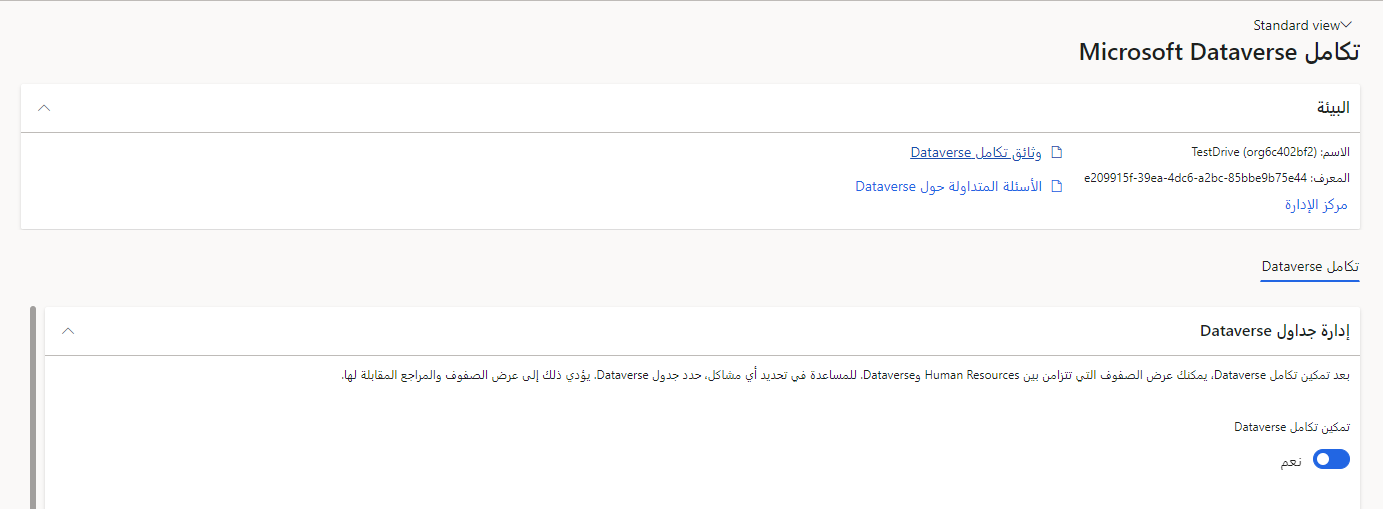 Standard view
تكامل Microsoft Dataverse
البيئة
الاسم: TestDrive (org6c402bf2)
المعرف: e209915f-39ea-4dc6-a2bc-85bbe9b75e44
مركز الإدارة
وثائق تكامل Dataverse
الأسئلة المتداولة حول Dataverse
تكامل Dataverse
إدارة جداول Dataverse
بعد تمكين تكامل Dataverse، يمكنك عرض الصفوف التي تتزامن بين Human Resources وDataverse. للمساعدة في تحديد أي مشاكل، حدد جدول Dataverse. يؤدي ذلك إلى عرض الصفوف والمراجع المقابلة لها.
تمكين تكامل Dataverse
نعم